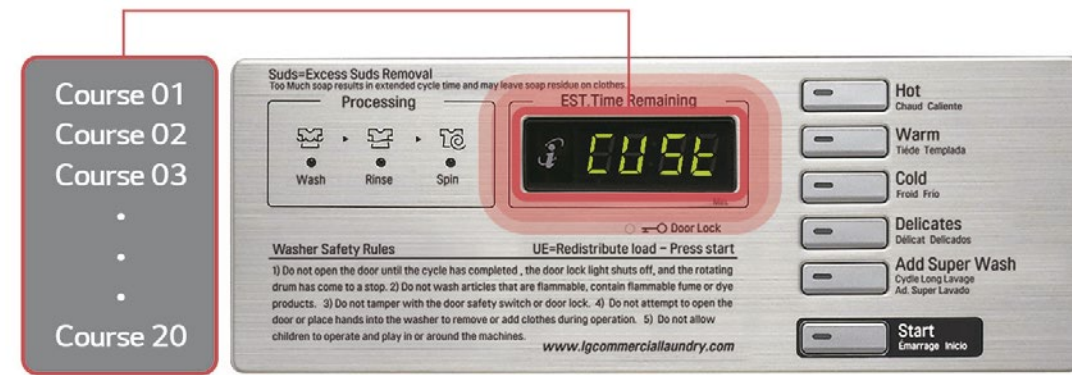 Course 01
Course 02
Course 03
.
.
.
Course 20
Suds=Excess Suds Removal
Too Much soap results in extended cycle time and may leave soap residue on clothes.
Processing
Wash
Rinse
Spin
EST.Time Remaining
CUSt
Min.
Door Lock
Washer Safety Rules
UE=Redistribute load – Press start
1) Do not open the door until the cycle has completed , the door lock light shuts off, and the rotating
drum has come to a stop. 2) Do not wash articles that are flammable, contain flammable fume or dye
products. 3) Do not tamper with the door safety switch or door lock. 4) Do not attempt to open the
door or place hands into the washer to remove or add clothes during operation. 5) Do not allow
children to operate and play in or around the machines.
www.lgcommerciallaundry.com
Hot
Chaud Caliente
Warm
Tiéde Templada
Cold
Froid Frio
Delicates
Délicat Delicados
Add Super Wash
Cydle Long Lavage
Ad. Super Lavado
Start
Émarrage Inicio